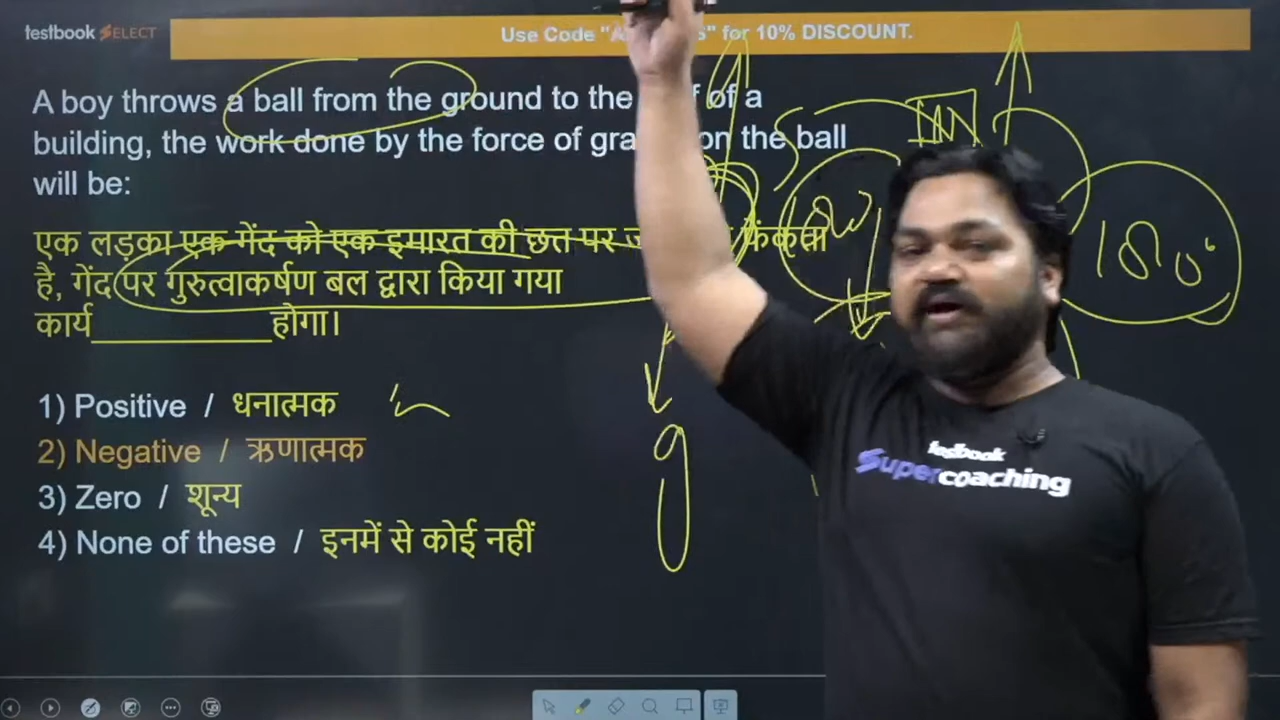 testbook SELECT
Use Code " " for 10% DISCOUNT.
A boy throws a ball from the ground to the of a
building, the work done by the force of on the ball
will be:
एक लड़का एक गेंद को एक इमारत की छत पर
है, गेंद पर गुरुत्वाकर्षण बल द्वारा किया गया
कार्य____________होगा।
180°
1) Positive / धनात्मक
2) Negative / ऋणात्मक
3) Zero / शून्य
4) None of these / इनमें से कोई नहीं
g
testbook
Supercoaching